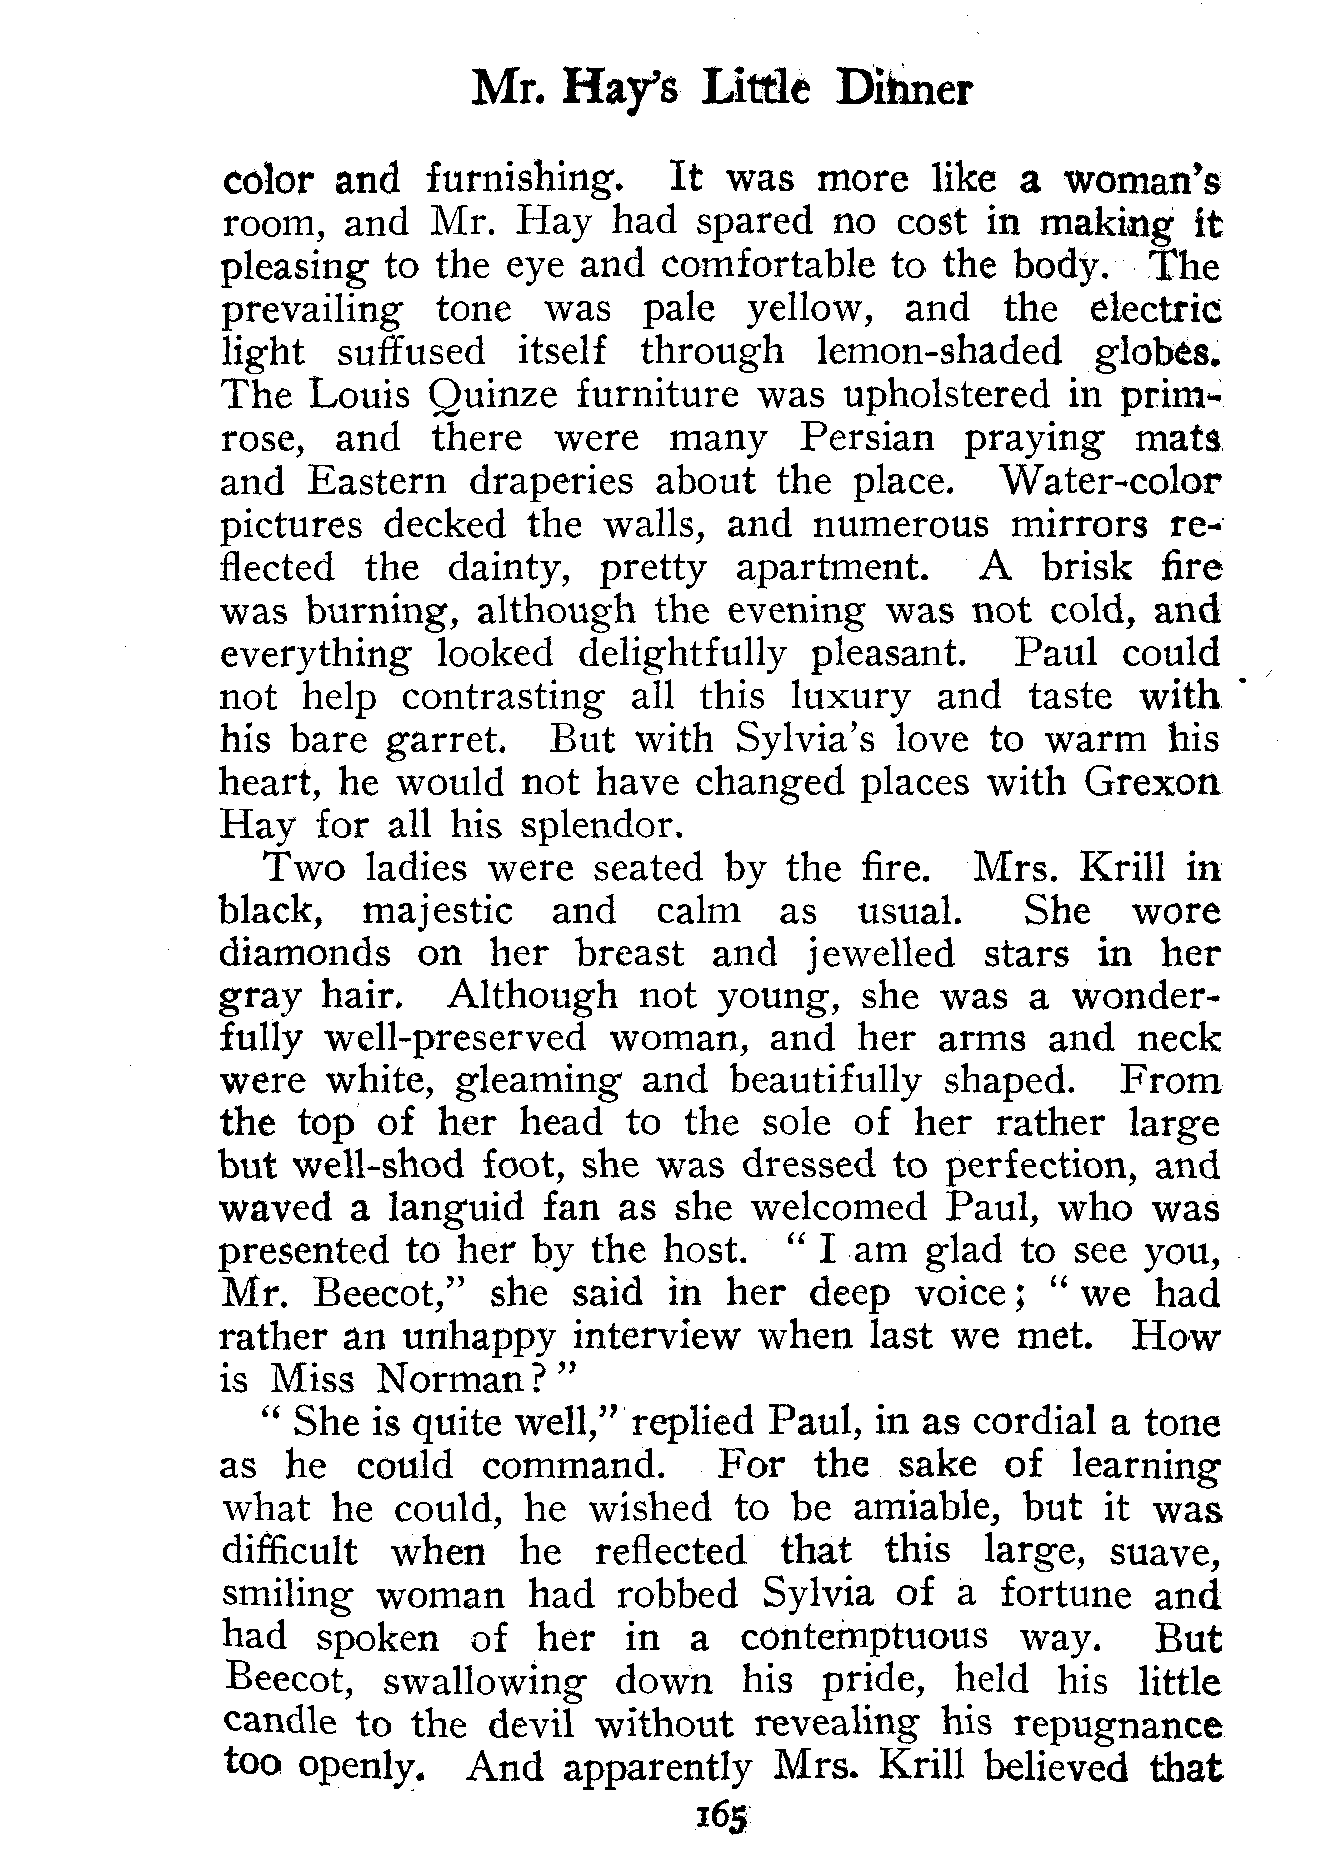 Mr. Hay's Little Dinner
color and furnishing. It was more like a woman's
room, and Mr. Hay had spared no cost in making it
pleasing to the eye and comfortable to the body. The
prevailing tone was pale yellow, and the electric
light suffused itself through lemon-shaded globes.
The Louis Quinze furniture was upholstered in prim-
rose, and there were many Persian praying mats
and Eastern draperies about the place. Water-color
pictures decked the walls, and numerous mirrors re-
flected the dainty, pretty apartment. A brisk fire
was burning, although the evening was not cold, and
everything looked delightfully pleasant. Paul could
not help contrasting all this luxury and taste with
his bare garret. But with Sylvia's love to warm his
heart, he would not have changed places with Grexon
Hay for all his splendor.
Two ladies were seated by the fire. Mrs. Krill in
black, majestic and calm as usual. She wore
diamonds on her breast and jewelled stars in her
gray hair. Although not young, she was a wonder-
fully well-preserved woman, and her arms and neck
were white, gleaming and beautifully shaped. From
the top of her head to the sole of her rather large
but well-shod foot, she was dressed to perfection, and
waved a languid fan as she welcomed Paul, who was
presented to her by the host. " I am glad to see you,
Mr. Beecot," she said in her deep voice; " we had
rather an unhappy interview when last we met. How
is Miss Norman? "
" She is quite well," replied Paul, in as cordial a tone
as he could command. For the sake of learning
what he could, he wished to be amiable, but it was
difficult when he reflected that this large, suave,
smiling woman had robbed Sylvia of a fortune and
had spoken of her in a contemptuous way. But
Beecot, swallowing down his pride, held his little
candle to the devil without revealing his repugnance
too openly. And apparently Mrs. Krill believed that
165